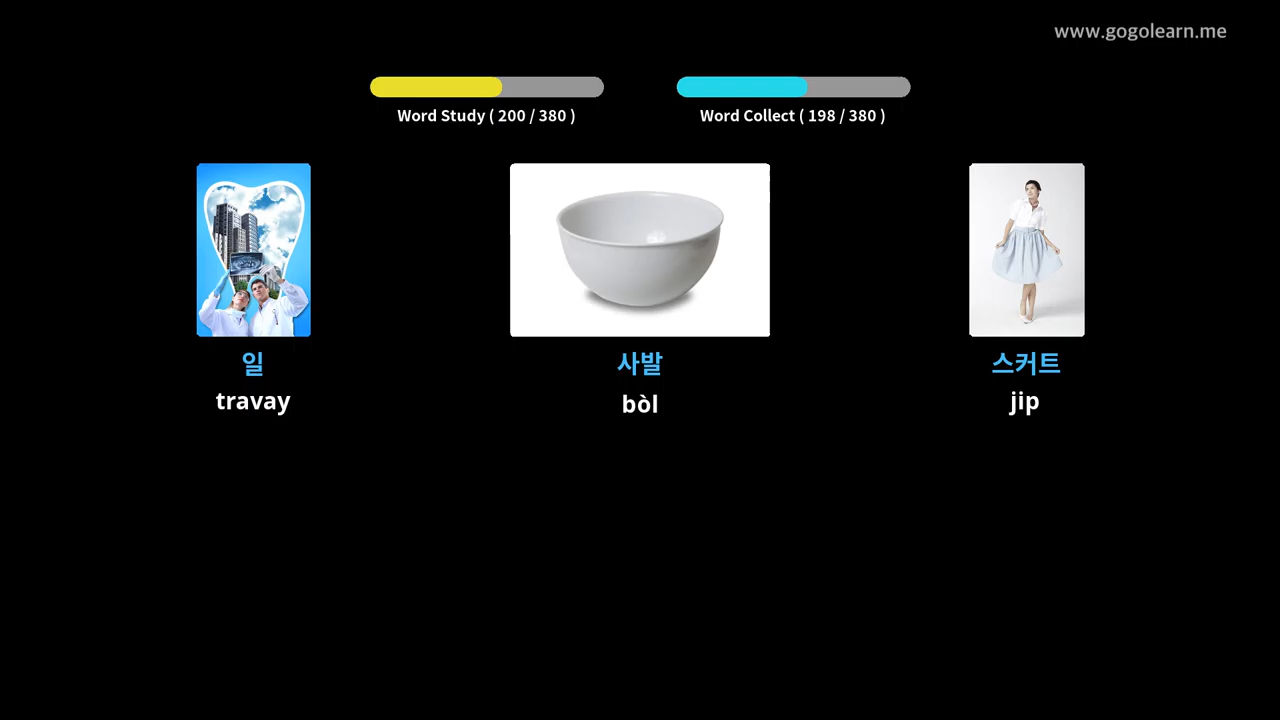 www.gogolearn.me
Word Study ( 200 / 380 )
Word Collect ( 198 / 380 )
일
travay
사발
bòl
스커트
jip